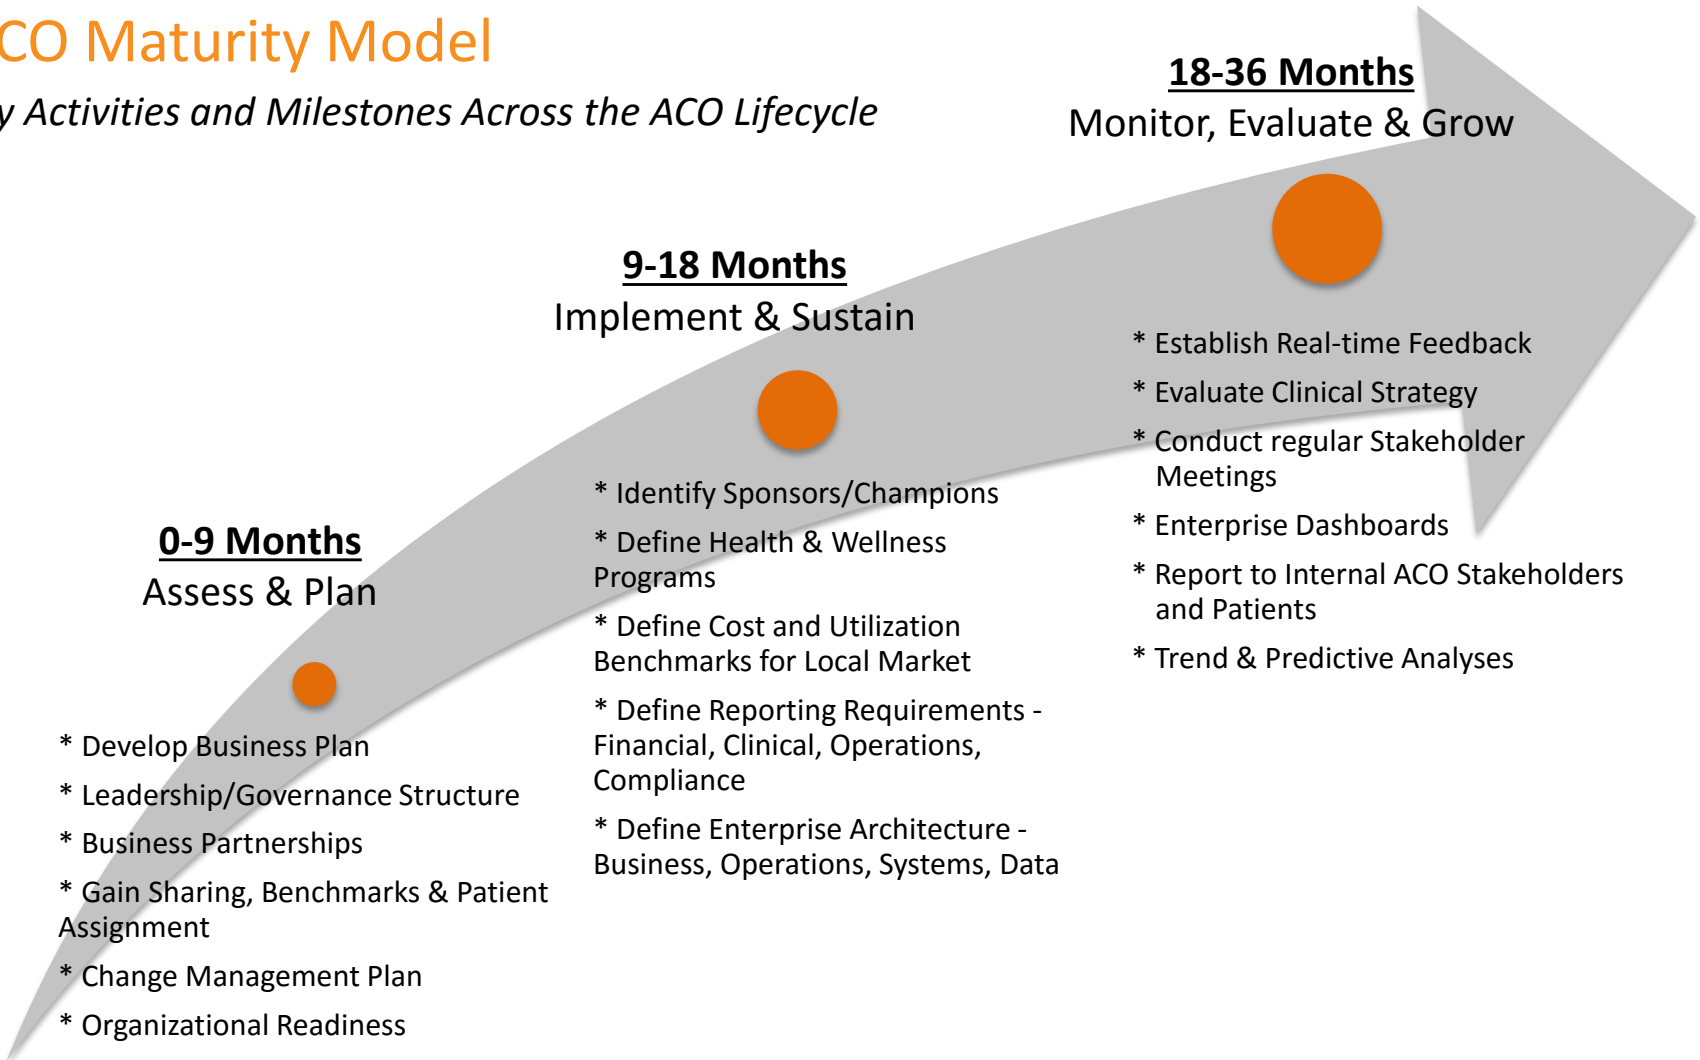 CO Maturity Model
y Activities and Milestones Across the ACO Lifecycle
0-9 Months
Assess & Plan
* Develop Business Plan
* Leadership/Governance Structure
* Business Partnerships
* Gain Sharing, Benchmarks & Patient
Assignment
* Change Management Plan
* Organizational Readiness
9-18 Months
Implement & Sustain
* Identify Sponsors/Champions
* Define Health & Wellness
Programs
* Define Cost and Utilization
Benchmarks for Local Market
* Define Reporting Requirements -
Financial, Clinical, Operations,
Compliance
* Define Enterprise Architecture -
Business, Operations, Systems, Data
18-36 Months
Monitor, Evaluate & Grow
* Establish Real-time Feedback
* Evaluate Clinical Strategy
* Conduct regular Stakeholder
Meetings
* Enterprise Dashboards
* Report to Internal ACO Stakeholders
and Patients
* Trend & Predictive Analyses